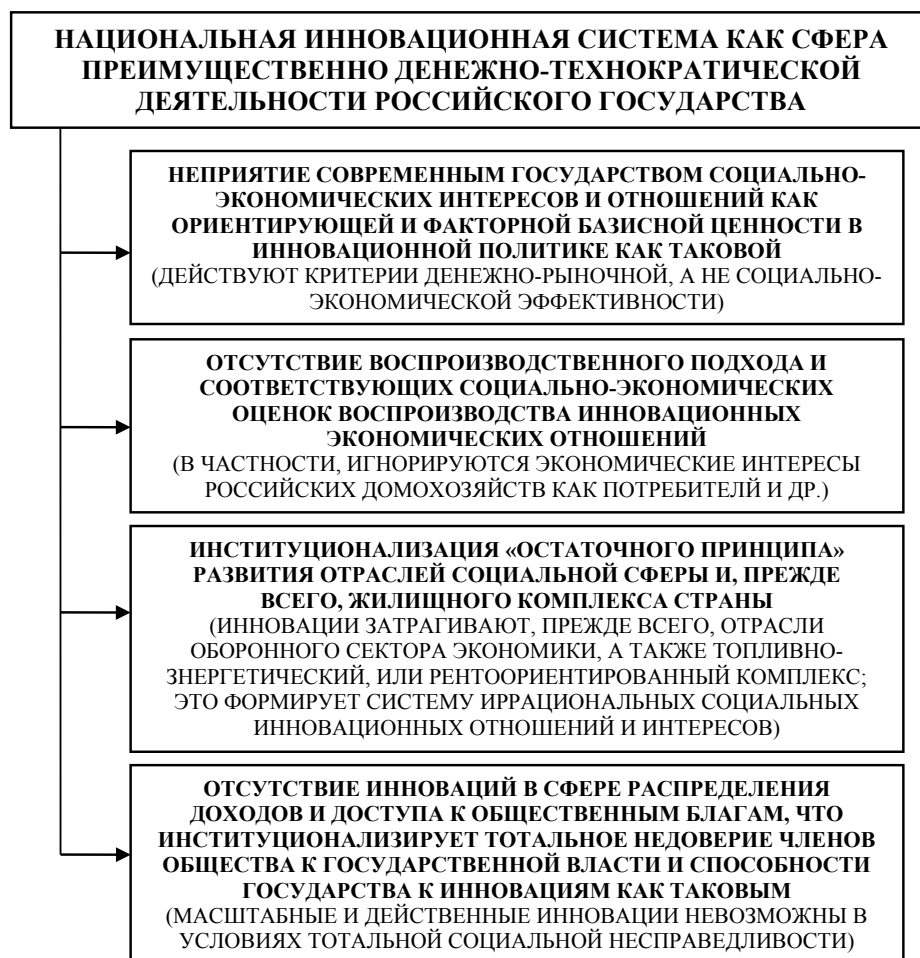 НАЦИОНАЛЬНАЯ ИННОВАЦИОННАЯ СИСТЕМА КАК СФЕРА
ПРЕИМУЩЕСТВЕННО ДЕНЕЖНО-ТЕХНОКРАТИЧЕСКОЙ
ДЕЯТЕЛЬНОСТИ РОССИЙСКОГО ГОСУДАРСТВА
НЕПРИЯТИЕ СОВРЕМЕННЫМ ГОСУДАРСТВОМ СОЦИАЛЬНО-
ЭКОНОМИЧЕСКИХ ИНТЕРЕСОВ И ОТНОШЕНИЙ КАК
ОРИЕНТИРУЮЩЕЙ И ФАКТОРНОЙ БАЗИСНОЙ ЦЕННОСТИ В
ИННОВАЦИОННОЙ ПОЛИТИКЕ КАК ТАКОВОЙ
(ДЕЙСТВУЮТ КРИТЕРИИ ДЕНЕЖНО-РЫНОЧНОЙ, А НЕ СОЦИАЛЬНО-
ЭКОНОМИЧЕСКОЙ ЭФФЕКТИВНОСТИ)
ОТСУТСТВИЕ ВОСПРОИЗВОДСТВЕННОГО ПОДХОДА И
СООТВЕТСТВУЮЩИХ СОЦИАЛЬНО-ЭКОНОМИЧЕСКИХ
ОЦЕНОК ВОСПРОИЗВОДСТВА ИННОВАЦИОННЫХ
ЭКОНОМИЧЕСКИХ ОТНОШЕНИЙ
(В ЧАСТНОСТИ, ИГНОРИРУЮТСЯ ЭКОНОМИЧЕСКИЕ ИНТЕРЕСЫ
РОССИЙСКИХ ДОМОХОЗЯЙСТВ КАК ПОТРЕБИТЕЛЙ И ДР.)
ИНСТИТУЦИОНАЛИЗАЦИЯ «ОСТАТОЧНОГО ПРИНЦИПА»
РАЗВИТИЯ ОТРАСЛЕЙ СОЦИАЛЬНОЙ СФЕРЫ И, ПРЕЖДЕ
ВСЕГО, ЖИЛИЩНОГО КОМПЛЕКСА СТРАНЫ
(ИННОВАЦИИ ЗАТРАГИВАЮТ, ПРЕЖДЕ ВСЕГО, ОТРАСЛИ
ОБОРОННОГО СЕКТОРА ЭКОНОМИКИ, А ТАКЖЕ ТОПЛИВНО-
ЗНЕРГЕТИЧЕСКИЙ, ИЛИ РЕНТООРИЕНТИРОВАННЫЙ КОМПЛЕКС;
ЭТО ФОРМИРУЕТ СИСТЕМУ ИРРАЦИОНАЛЬНЫХ СОЦИАЛЬНЫХ
ИННОВАЦИОННЫХ ОТНОШЕНИЙ И ИНТЕРЕСОВ)
ОТСУТСТВИЕ ИННОВАЦИЙ В СФЕРЕ РАСПРЕДЕЛЕНИЯ
ДОХОДОВ И ДОСТУПА К ОБЩЕСТВЕННЫМ БЛАГАМ, ЧТО
ИНСТИТУЦИОНАЛИЗИРУЕТ ТОТАЛЬНОЕ НЕДОВЕРИЕ ЧЛЕНОВ
ОБЩЕСТВА К ГОСУДАРСТВЕННОЙ ВЛАСТИ И СПОСОБНОСТИ
ГОСУДАРСТВА К ИННОВАЦИЯМ КАК ТАКОВЫМ
(МАСШТАБНЫЕ И ДЕЙСТВЕННЫЕ ИННОВАЦИИ НЕВОЗМОЖНЫ В
УСЛОВИЯХ ТОТАЛЬНОЙ СОЦИАЛЬНОЙ НЕСПРАВЕДЛИВОСТИ)